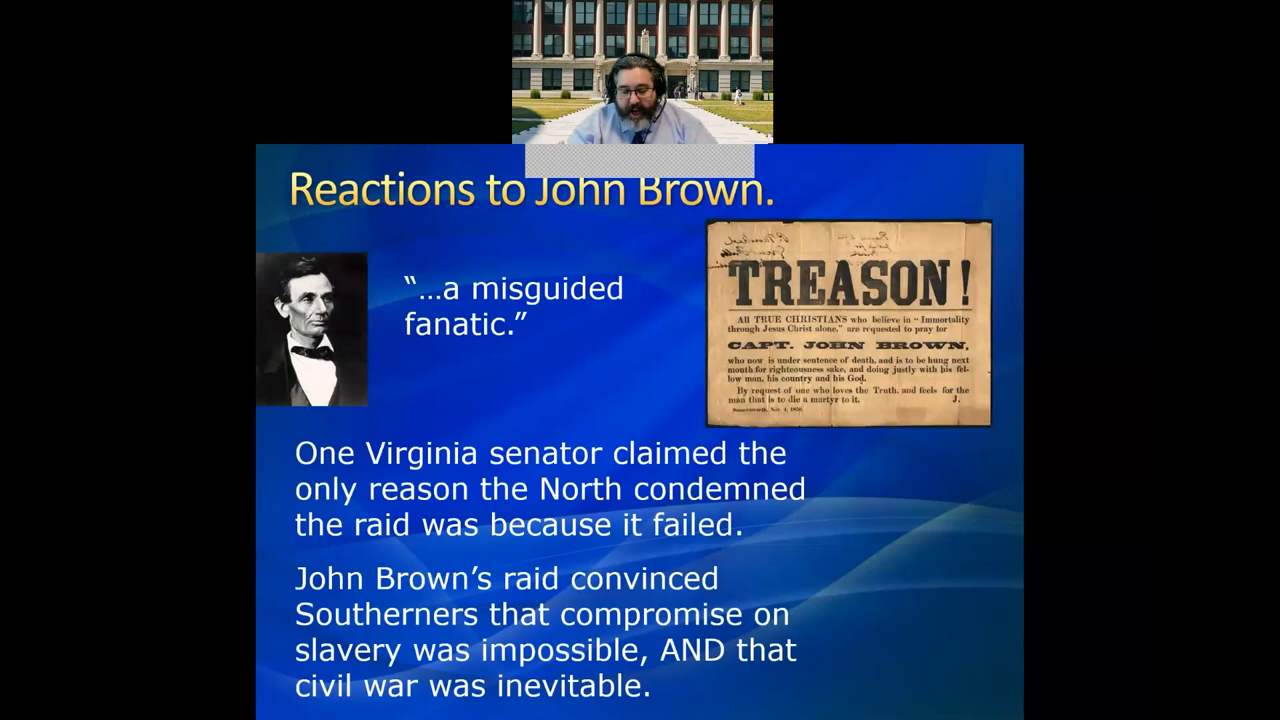 Reactions to John Brown.
“…a misguided
fanatic.”
TREASON!
All TRUE CHRISTIANS who believe in “Immortality
through Jesus Christ alone,” are requested to pray for
CAPT. JOHN BROWN,
who now is under sentence of death, and is to be hung next
month for righteousness sake, and doing justly with his fel-
low man, his country and his God.
By request of one who loves the Truth, and feels for the
man that is to die a martyr to it. J.
One Virginia senator claimed the
only reason the North condemned
the raid was because it failed.
John Brown’s raid convinced
Southerners that compromise on
slavery was impossible, AND that
civil war was inevitable.